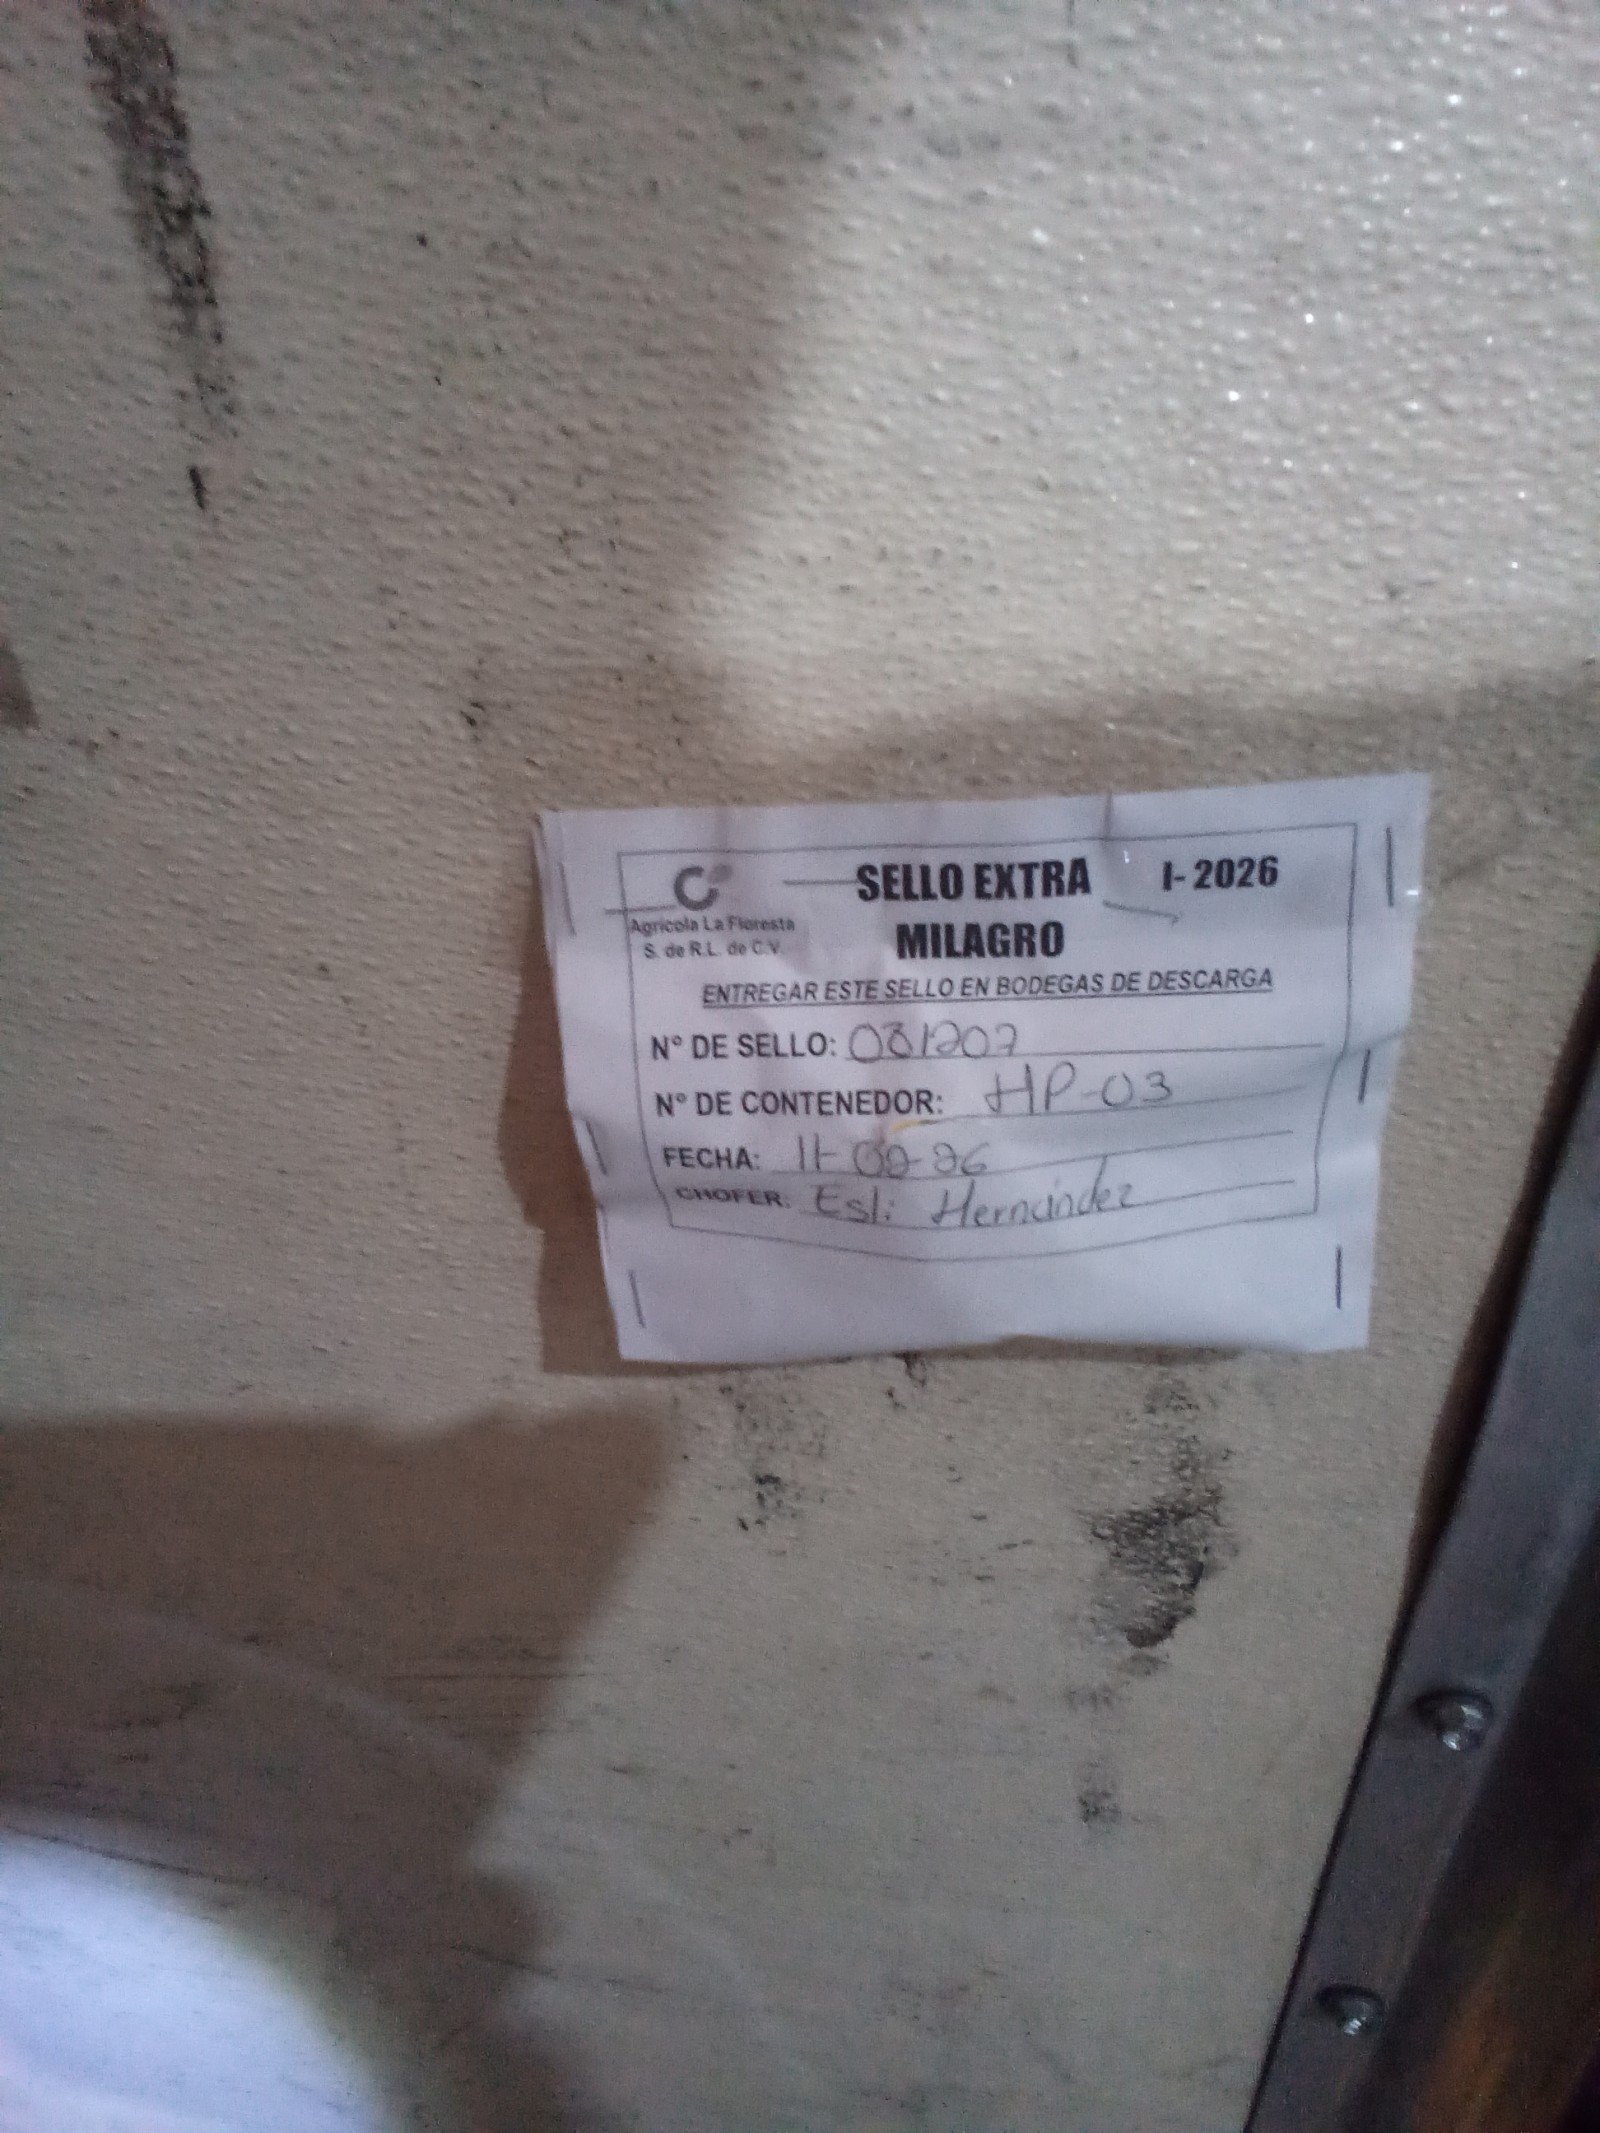 SELLO EXTRA I- 2026
Agrícola La Floresta
S. de R.L. de C.V.
MILAGRO
ENTREGAR ESTE SELLO EN BODEGAS DE DESCARGA
N° DE SELLO: 031207
N° DE CONTENEDOR: HP-03
FECHA: 11-02-26
CHOFER: Esli Hernández